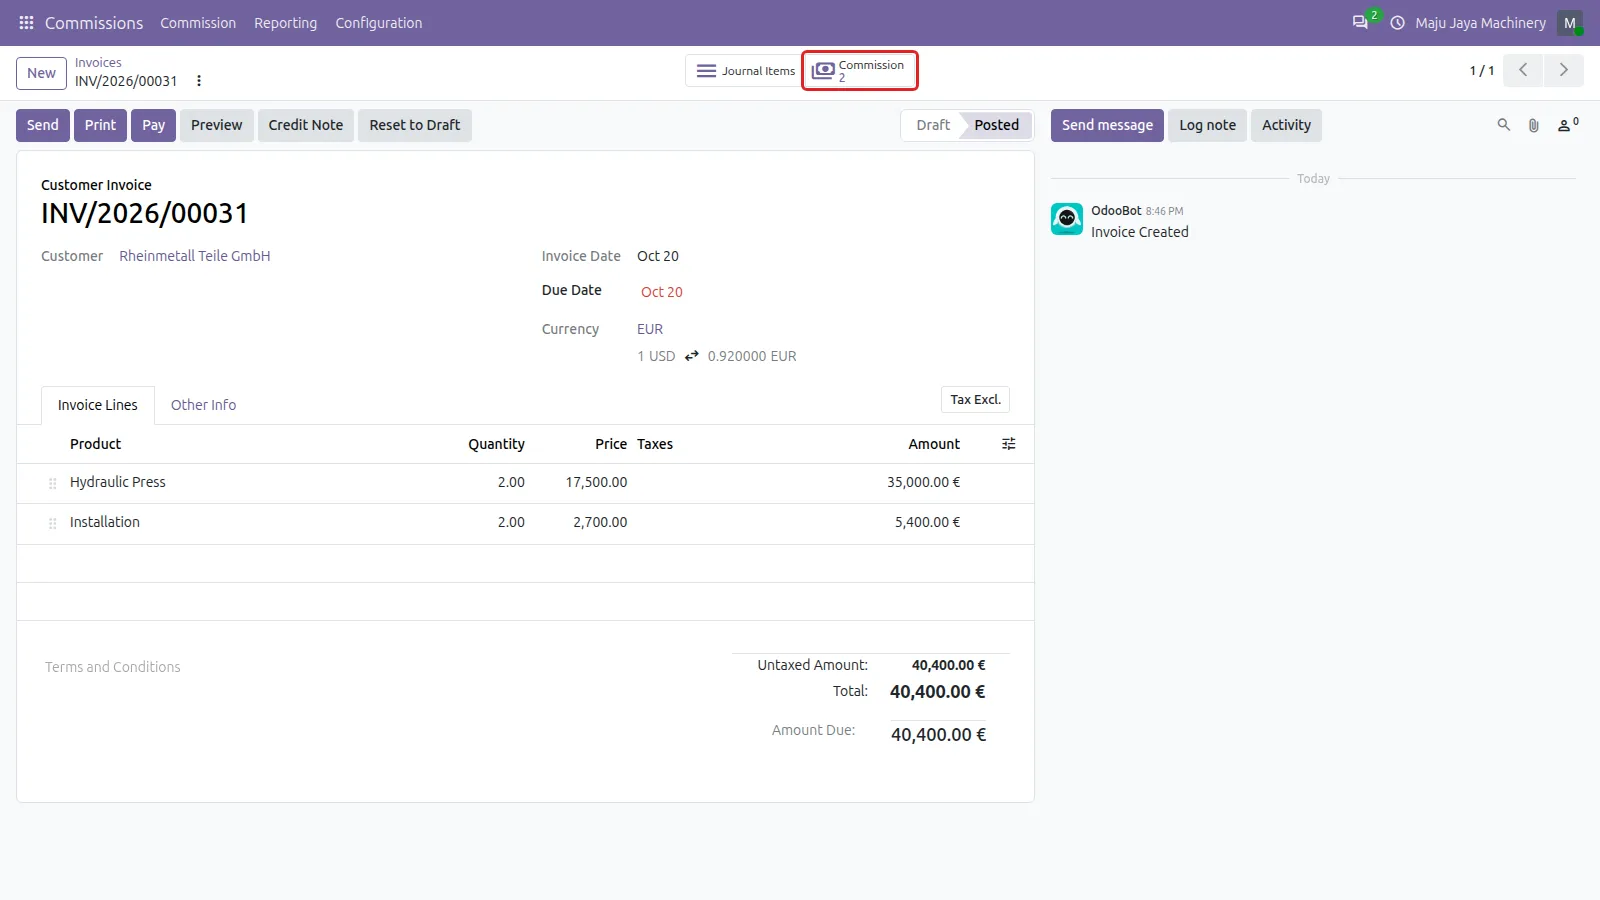 Commissions Commission Reporting Configuration 2 Maju Jaya Machinery M
New Invoices
INV/2026/00031
Journal Items Commission
2
1 / 1
Send Print Pay Preview Credit Note Reset to Draft Draft Posted Send message Log note Activity 0
Customer Invoice
INV/2026/00031
Customer Rheinmetall Teile GmbH
Invoice Date Oct 20
Due Date Oct 20
Currency EUR
1 USD 0.920000 EUR
Today
OdooBot 8:46 PM
Invoice Created
Invoice Lines Other Info Tax Excl.
Product Quantity Price Taxes Amount
Hydraulic Press 2.00 17,500.00 35,000.00 €
Installation 2.00 2,700.00 5,400.00 €
Terms and Conditions
Untaxed Amount: 40,400.00 €
Total: 40,400.00 €
Amount Due: 40,400.00 €